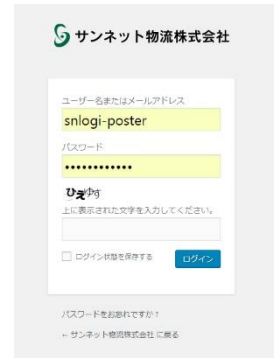 サンネット物流株式会社
ユーザー名またはメールアドレス
snlogi-poster
パスワード
••••••••••••
ひえゆす
上に表示された文字を入力してください。
ログイン状態を保存する
ログイン
パスワードをお忘れですか?
← サンネット物流株式会社 に戻る